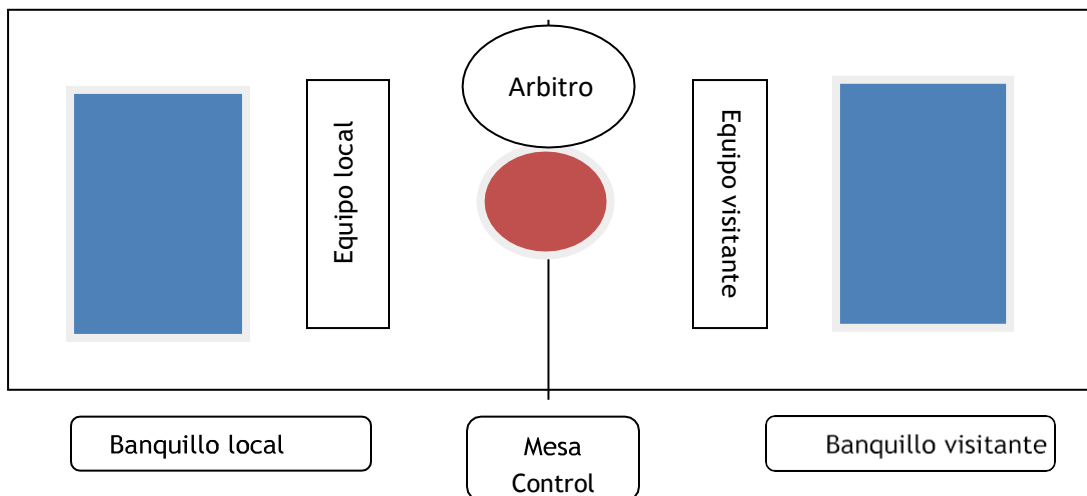 Arbitro
Equipo local
Equipo visitante
Banquillo local
Mesa
Control
Banquillo visitante